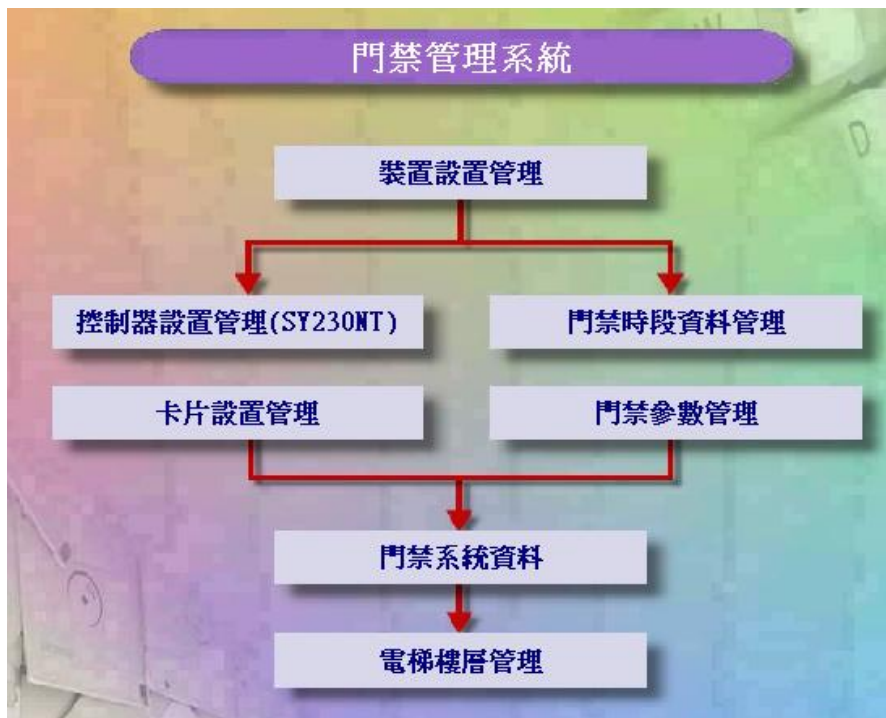 門禁管理系統
裝置設置管理
控制器設置管理(SY230NT)
門禁時段資料管理
卡片設置管理
門禁參數管理
門禁系統資料
電梯樓層管理